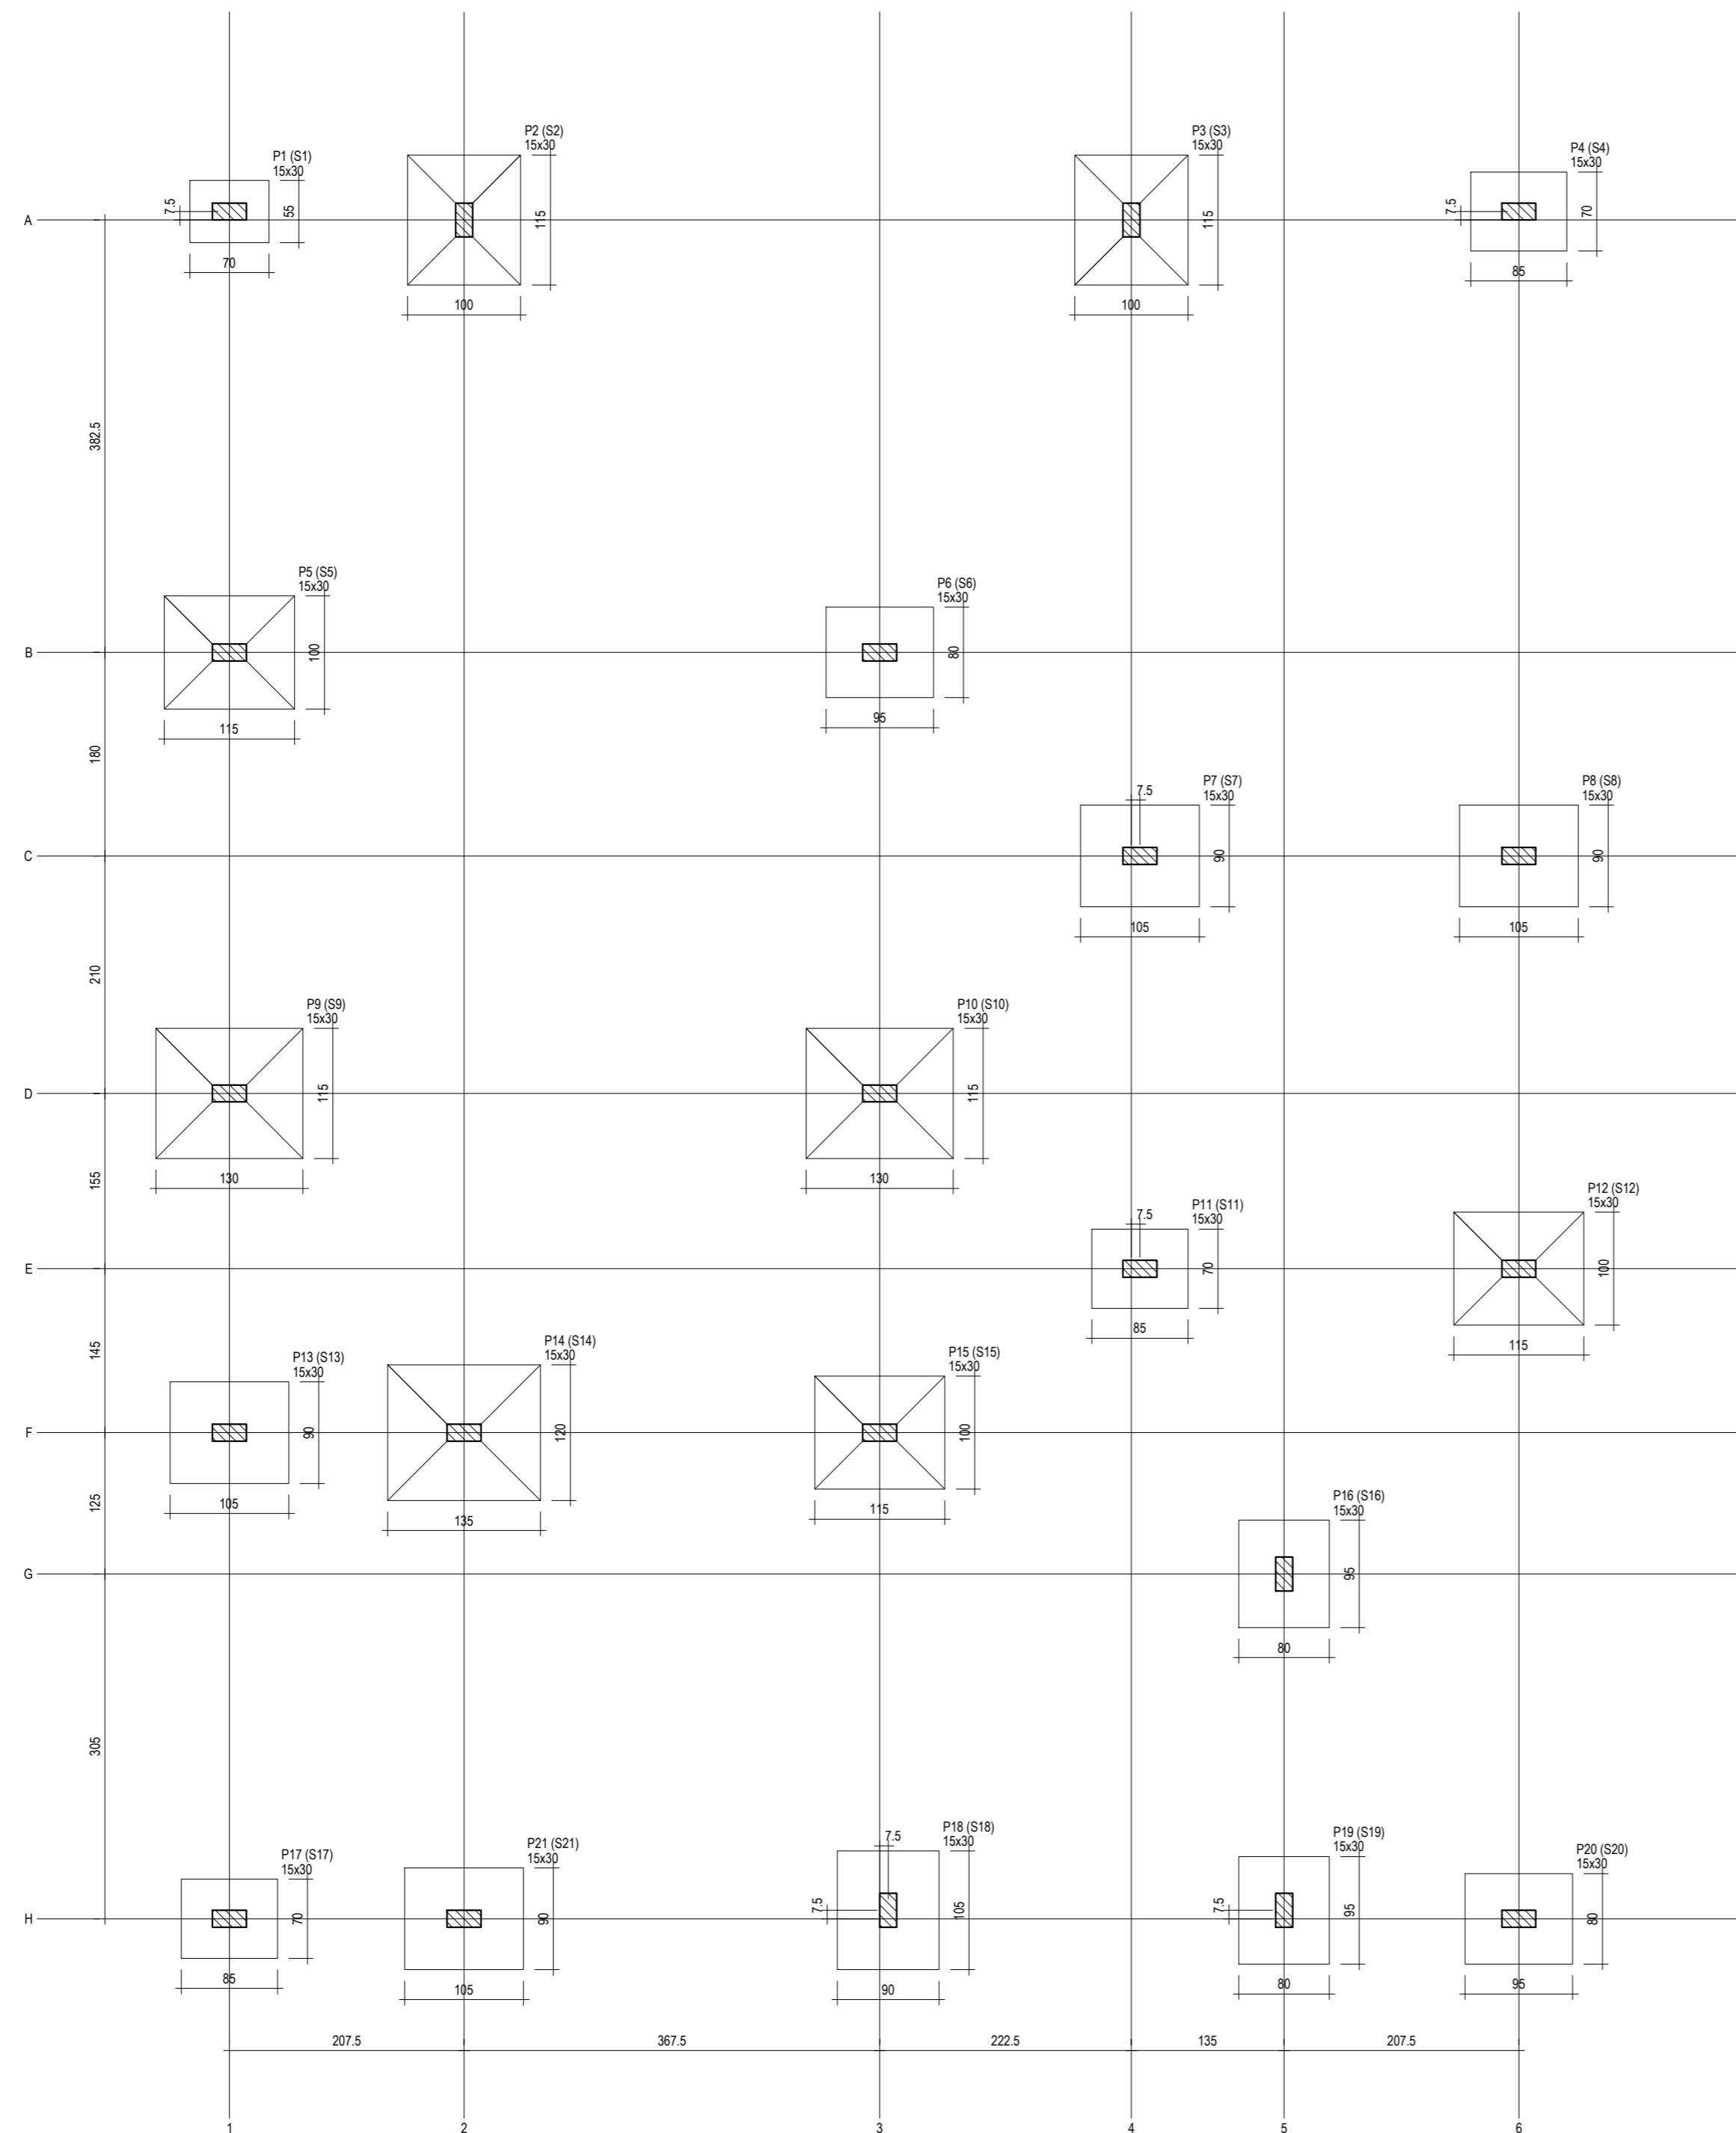 P2 (S2)
15x30
P3 (S3)
15x30
P1 (S1)
15x30
P4 (S4)
15x30
7.5
55
115
115
7.5
70
A
70
85
100
100
382.5
P5 (S5)
15x30
P6 (S6)
15x30
B
100
80
115
95
180
P7 (S7)
15x30
P8 (S8)
15x30
7.5
C
90
90
105
105
210
P9 (S9)
15x30
P10 (S10)
15x30
D
115
115
130
130
155
P11 (S11)
15x30
P12 (S12)
15x30
7.5
E
70
100
85
115
145
P13 (S13)
15x30
P14 (S14)
15x30
P15 (S15)
15x30
F
90
120
100
105
135
115
125
P16 (S16)
15x30
G
95
80
305
P17 (S17)
15x30
P21 (S21)
15x30
P18 (S18)
15x30
P19 (S19)
15x30
P20 (S20)
15x30
7.5
7.5
7.5
H
70
90
105
95
80
85
105
90
80
95
207.5
367.5
222.5
135
207.5
1
2
3
4
5
6